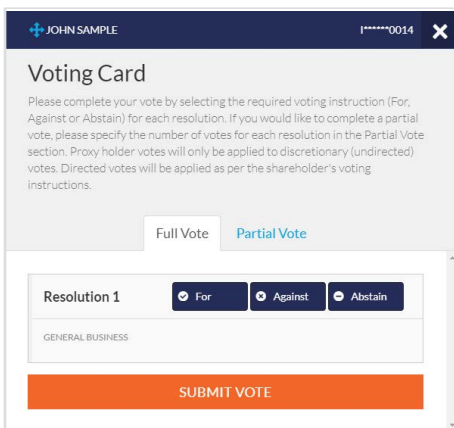 JOHN SAMPLE I******0014
Voting Card
Please complete your vote by selecting the required voting instruction (For,
Against or Abstain) for each resolution. If you would like to complete a partial
vote, please specify the number of votes for each resolution in the Partial Vote
section. Proxy holder votes will only be applied to discretionary (undirected)
votes. Directed votes will be applied as per the shareholder's voting
instructions.
Full Vote Partial Vote
Resolution 1 For Against Abstain
GENERAL BUSINESS
SUBMIT VOTE